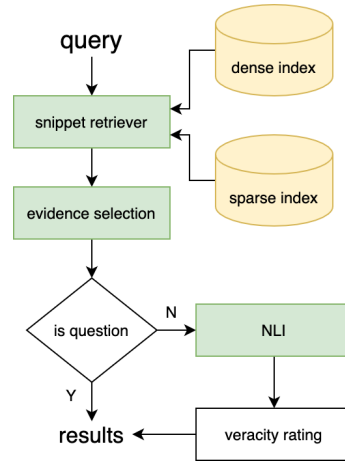 query
dense index
snippet retriever
sparse index
evidence selection
is question
N
NLI
Y
results
veracity rating